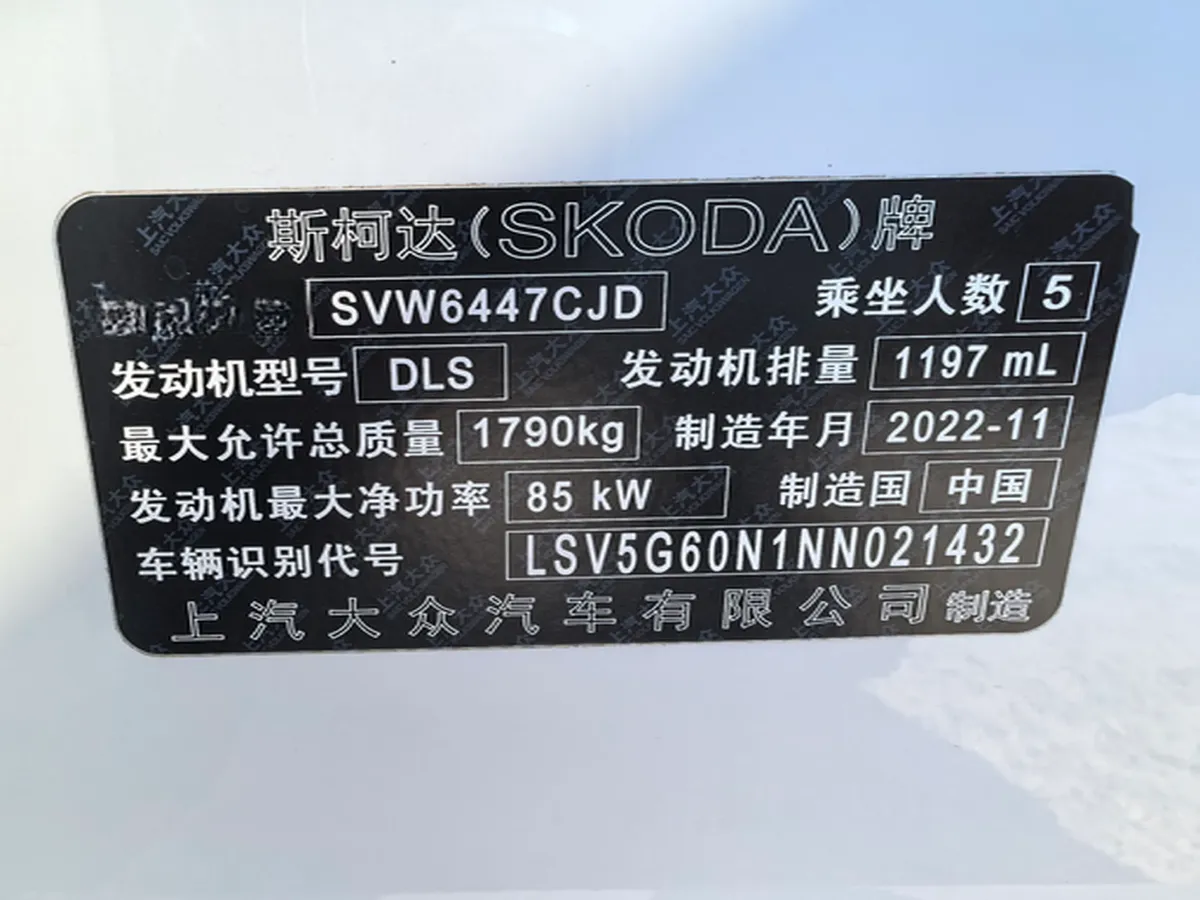 斯柯达(SKODA)牌
SVW6447CJD 乘坐人数 5
发动机型号 DLS 发动机排量 1197 mL
最大允许总质量 1790kg 制造年月 2022-11
发动机最大净功率 85 kW 制造国 中国
车辆识别代号 LSV5G60N1NN021432
上汽大众汽车有限公司 制造